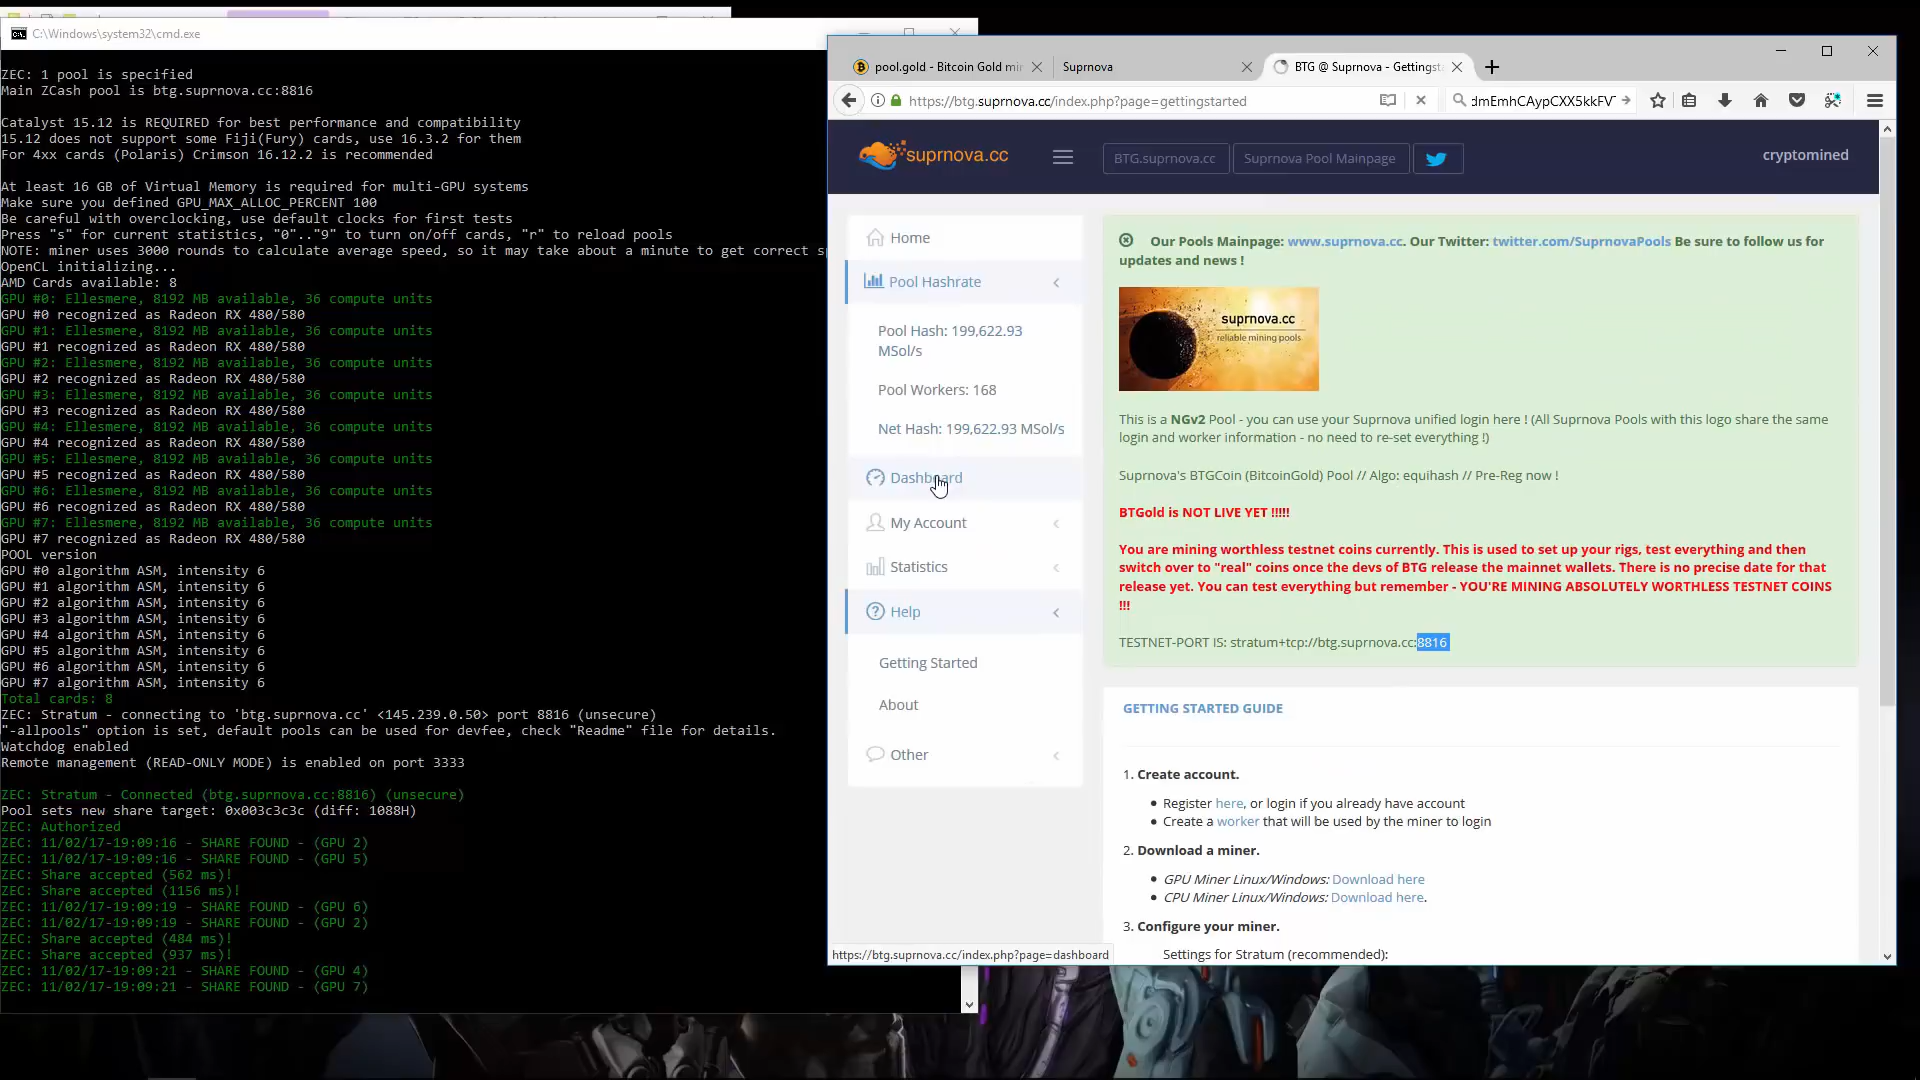 C:\Windows\system32\cmd.exe
ZEC: 1 pool is specified
Main ZCash pool is btg.suprnova.cc:8816
Catalyst 15.12 is REQUIRED for best performance and compatibility
15.12 does not support some Fiji(Fury) cards, use 16.3.2 for them
For 4xx cards (Polaris) Crimson 16.12.2 is recommended
At least 16 GB of Virtual Memory is required for multi-GPU systems
Make sure you defined GPU_MAX_ALLOC_PERCENT 100
Be careful with overclocking, use default clocks for first tests
Press "s" for current statistics, "0".."9" to turn on/off cards, "r" to reload pools
NOTE: miner uses 3000 rounds to calculate average speed, so it may take about a minute to get correct
OpenCL initializing...
AMD Cards available: 8
GPU #0: Ellesmere, 8192 MB available, 36 compute units
GPU #0 recognized as Radeon RX 480/580
GPU #1: Ellesmere, 8192 MB available, 36 compute units
GPU #1 recognized as Radeon RX 480/580
GPU #2: Ellesmere, 8192 MB available, 36 compute units
GPU #2 recognized as Radeon RX 480/580
GPU #3: Ellesmere, 8192 MB available, 36 compute units
GPU #3 recognized as Radeon RX 480/580
GPU #4: Ellesmere, 8192 MB available, 36 compute units
GPU #4 recognized as Radeon RX 480/580
GPU #5: Ellesmere, 8192 MB available, 36 compute units
GPU #5 recognized as Radeon RX 480/580
GPU #6: Ellesmere, 8192 MB available, 36 compute units
GPU #6 recognized as Radeon RX 480/580
GPU #7: Ellesmere, 8192 MB available, 36 compute units
GPU #7 recognized as Radeon RX 480/580
POOL version
GPU #0 algorithm ASM, intensity 6
GPU #1 algorithm ASM, intensity 6
GPU #2 algorithm ASM, intensity 6
GPU #3 algorithm ASM, intensity 6
GPU #4 algorithm ASM, intensity 6
GPU #5 algorithm ASM, intensity 6
GPU #6 algorithm ASM, intensity 6
GPU #7 algorithm ASM, intensity 6
Total cards: 8
ZEC: Stratum - connecting to 'btg.suprnova.cc' <145.239.0.50> port 8816 (unsecure)
"-allpools" option is set, default pools can be used for devfee, check "Readme" file for details.
Watchdog enabled
Remote management (READ-ONLY MODE) is enabled on port 3333
ZEC: Stratum - Connected (btg.suprnova.cc:8816) (unsecure)
Pool sets new share target: 0x003c3c3c (diff: 1088H)
ZEC: Authorized
ZEC: 11/02/17-19:09:16 - SHARE FOUND - (GPU 2)
ZEC: 11/02/17-19:09:16 - SHARE FOUND - (GPU 5)
ZEC: Share accepted (562 ms)!
ZEC: Share accepted (1156 ms)!
ZEC: 11/02/17-19:09:19 - SHARE FOUND - (GPU 6)
ZEC: 11/02/17-19:09:19 - SHARE FOUND - (GPU 2)
ZEC: Share accepted (484 ms)!
ZEC: Share accepted (937 ms)!
ZEC: 11/02/17-19:09:21 - SHARE FOUND - (GPU 4)
ZEC: 11/02/17-19:09:21 - SHARE FOUND - (GPU 7)
pool.gold - Bitcoin Gold mi
Suprnova
BTG @ Suprnova - Gettings
https://btg.suprnova.cc/index.php?page=gettingstarted
dmEmhCAypCXX5kkFV
suprnova.cc
BTG.suprnova.cc
Suprnova Pool Mainpage
cryptomined
Home
Pool Hashrate
Pool Hash: 199,622.93
MSol/s
Pool Workers: 168
Net Hash: 199,622.93 MSol/s
Dashboard
My Account
Statistics
Help
Getting Started
About
Other
Our Pools Mainpage: www.suprnova.cc. Our Twitter: twitter.com/SuprnovaPools Be sure to follow us for
updates and news !
suprnova.cc
reliable mining pools
This is a NGv2 Pool - you can use your Suprnova unified login here ! (All Suprnova Pools with this logo share the same
login and worker information - no need to re-set everything !)
Suprnova's BTGCoin (BitcoinGold) Pool // Algo: equihash // Pre-Reg now !
BTGold is NOT LIVE YET !!!!!
You are mining worthless testnet coins currently. This is used to set up your rigs, test everything and then
switch over to "real" coins once the devs of BTG release the mainnet wallets. There is no precise date for that
release yet. You can test everything but remember - YOU'RE MINING ABSOLUTELY WORTHLESS TESTNET COINS
!!!
TESTNET-PORT IS: stratum+tcp://btg.suprnova.cc:8816
GETTING STARTED GUIDE
1. Create account.
Register here, or login if you already have account
Create a worker that will be used by the miner to login
2. Download a miner.
GPU Miner Linux/Windows: Download here
CPU Miner Linux/Windows: Download here.
3. Configure your miner.
Settings for Stratum (recommended):
https://btg.suprnova.cc/index.php?page=dashboard